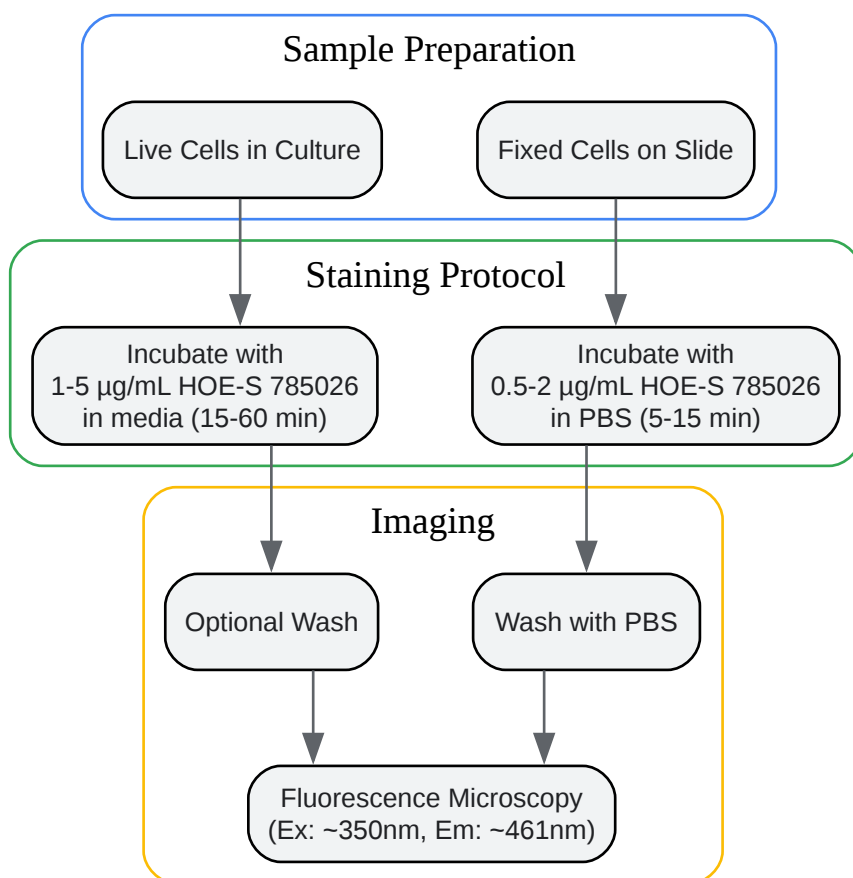 Sample Preparation
Live Cells in Culture
Fixed Cells on Slide
Staining Protocol
Incubate with
1-5 µg/mL HOE-S 785026
in media (15-60 min)
Incubate with
0.5-2 µg/mL HOE-S 785026
in PBS (5-15 min)
Imaging
Optional Wash
Wash with PBS
Fluorescence Microscopy
(Ex: ~350nm, Em: ~461nm)